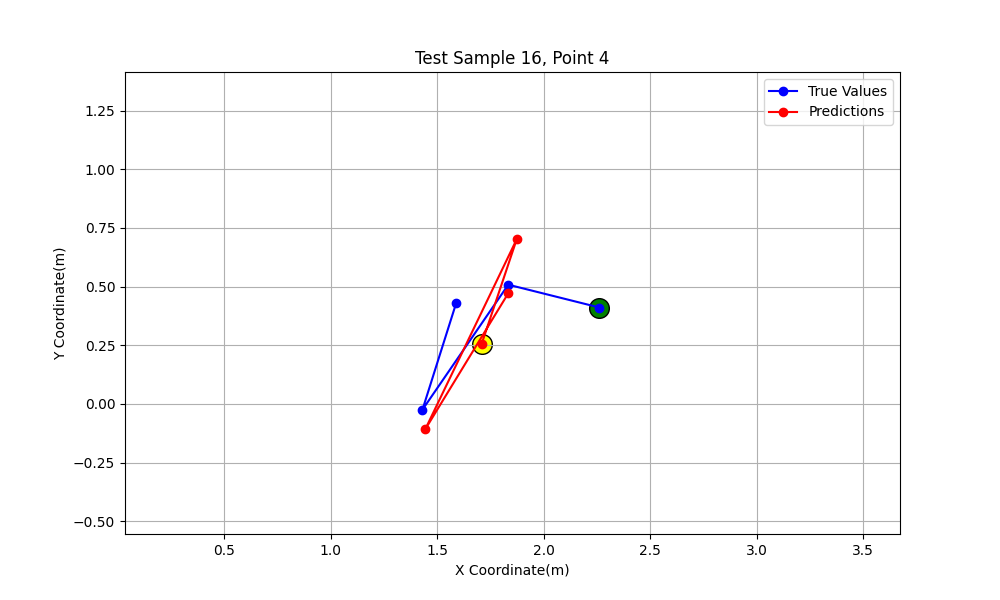 Test Sample 16, Point 4
True Values
Predictions
1.25
1.00
0.75
0.50
0.25
0.00
−0.25
−0.50
Y Coordinate(m)
0.5 1.0 1.5 2.0 2.5 3.0 3.5
X Coordinate(m)